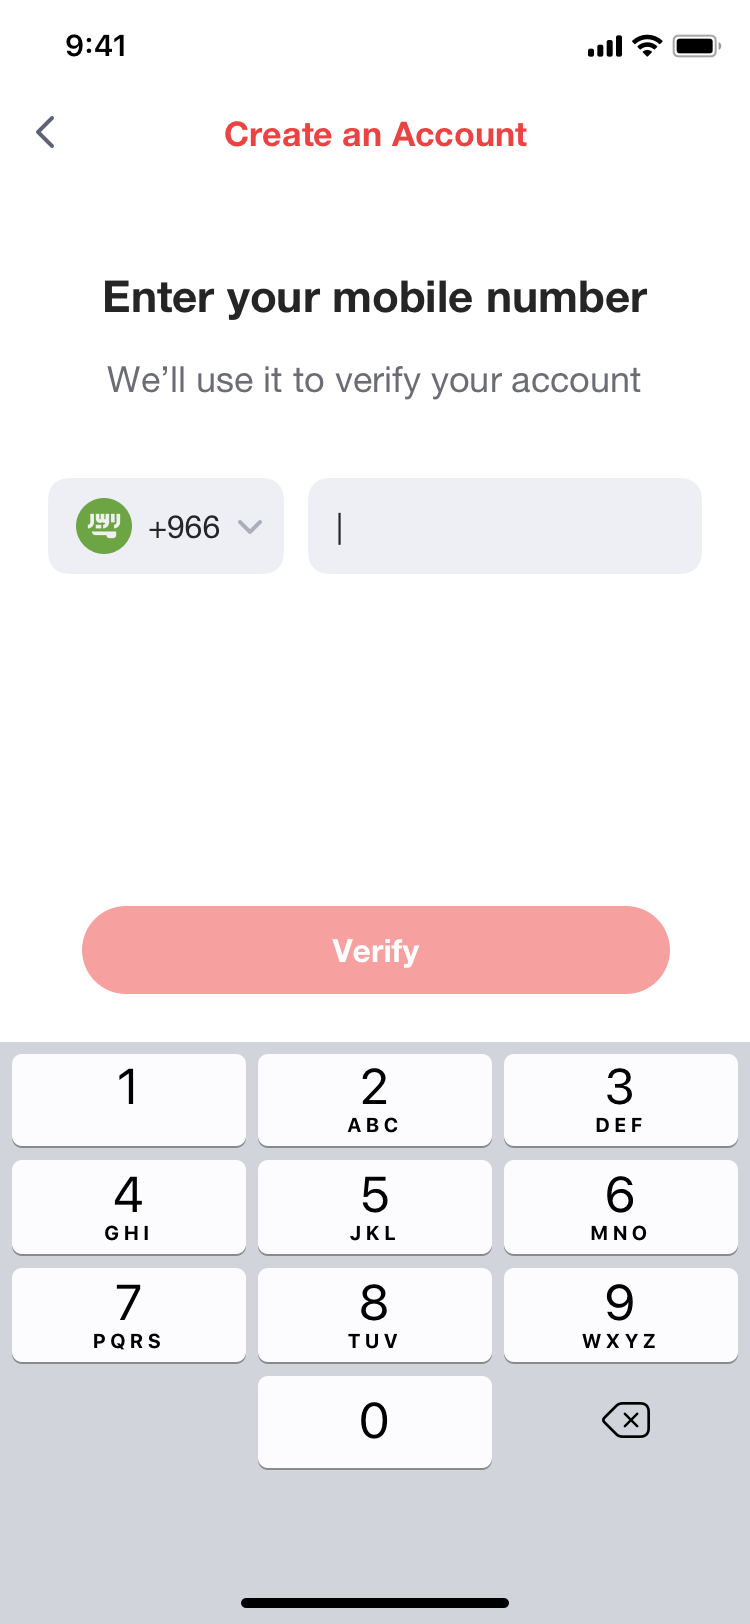 9:41
Create an Account
Enter your mobile number
We’ll use it to verify your account
+966
Verify
1
2
ABC
3
DEF
4
GHI
5
JKL
6
MNO
7
PQRS
8
TUV
9
WXYZ
0